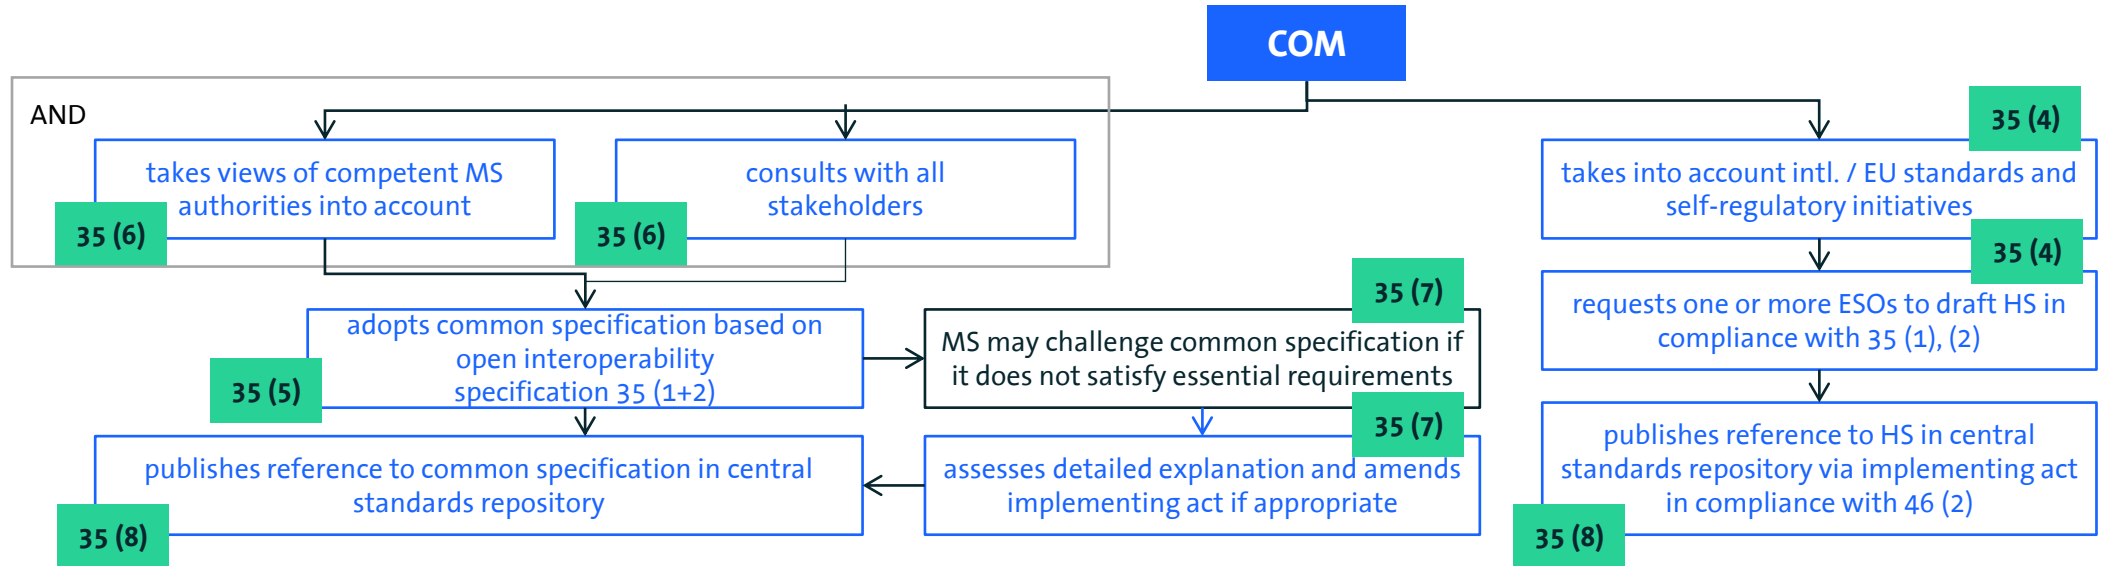 COM
AND
takes views of competent MS
authorities into account
35 (6)
consults with all
stakeholders
35 (6)
adopts common specification based on
open interoperability
specification 35 (1+2)
35 (5)
35 (7)
MS may challenge common specification if
it does not satisfy essential requirements
publishes reference to common specification in central
standards repository
35 (8)
35 (7)
assesses detailed explanation and amends
implementing act if appropriate
35 (4)
takes into account intl. / EU standards and
self-regulatory initiatives
35 (4)
requests one or more ESOs to draft HS in
compliance with 35 (1), (2)
publishes reference to HS in central
standards repository via implementing act
in compliance with 46 (2)
35 (8)